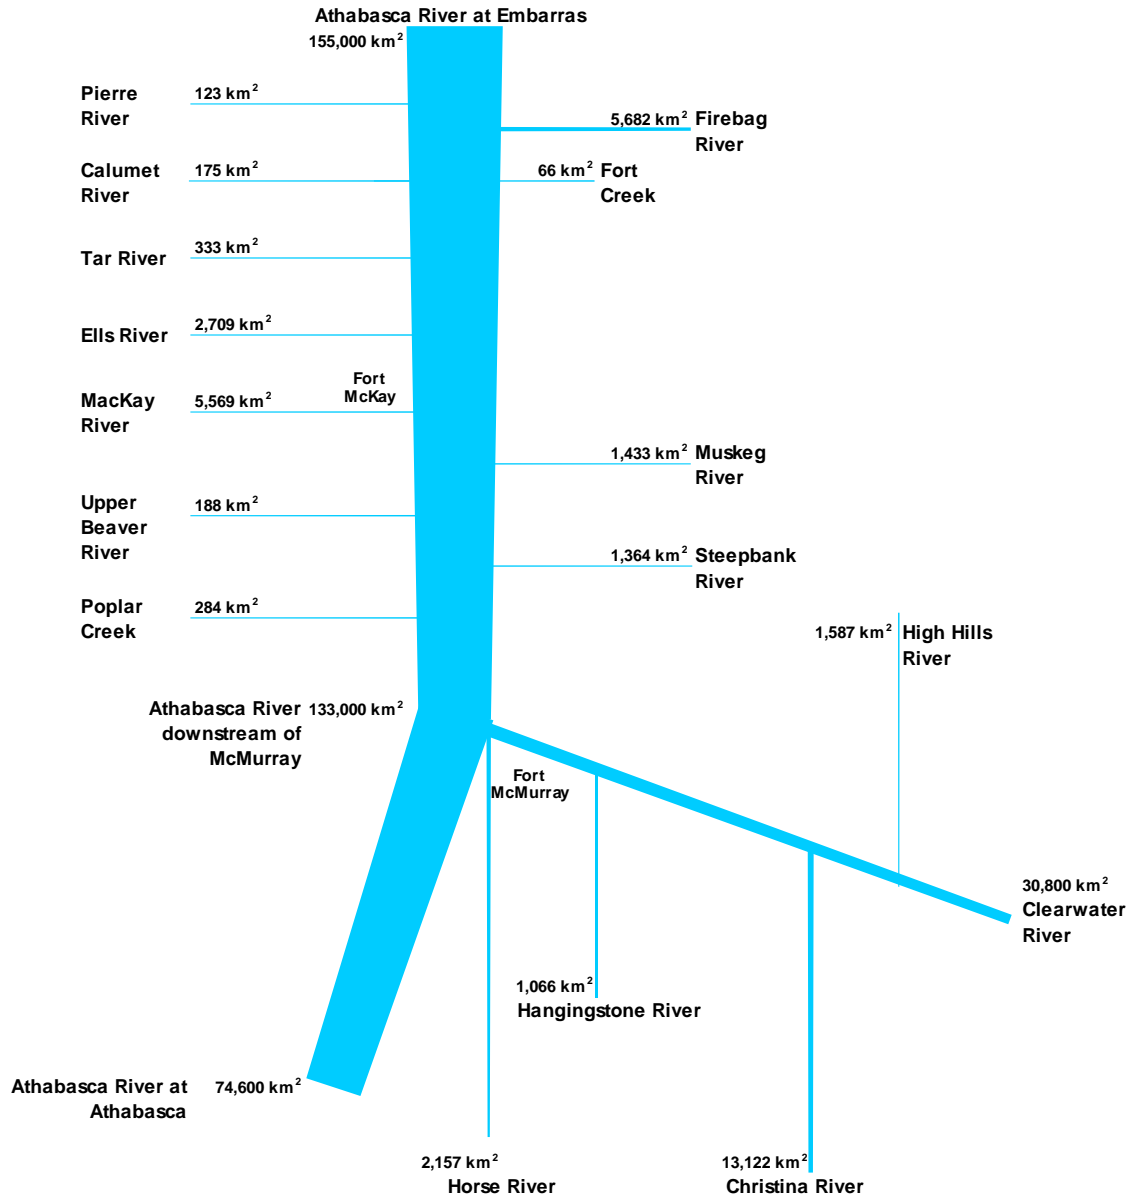 Athabasca River at Embarras
155,000 km²
Pierre
River
123 km²
5,682 km²
Firebag
River
Calumet
River
175 km²
66 km²
Fort
Creek
Tar River
333 km²
Ells River
2,709 km²
Fort
McKay
MacKay
River
5,569 km²
1,433 km²
Muskeg
River
Upper
Beaver
River
188 km²
1,364 km²
Steepbank
River
Poplar
Creek
284 km²
1,587 km²
High Hills
River
Athabasca River
downstream of
McMurray
133,000 km²
Fort
McMurray
30,800 km²
Clearwater
River
1,066 km²
Hangingstone River
Athabasca River at
Athabasca
74,600 km²
2,157 km²
Horse River
13,122 km²
Christina River